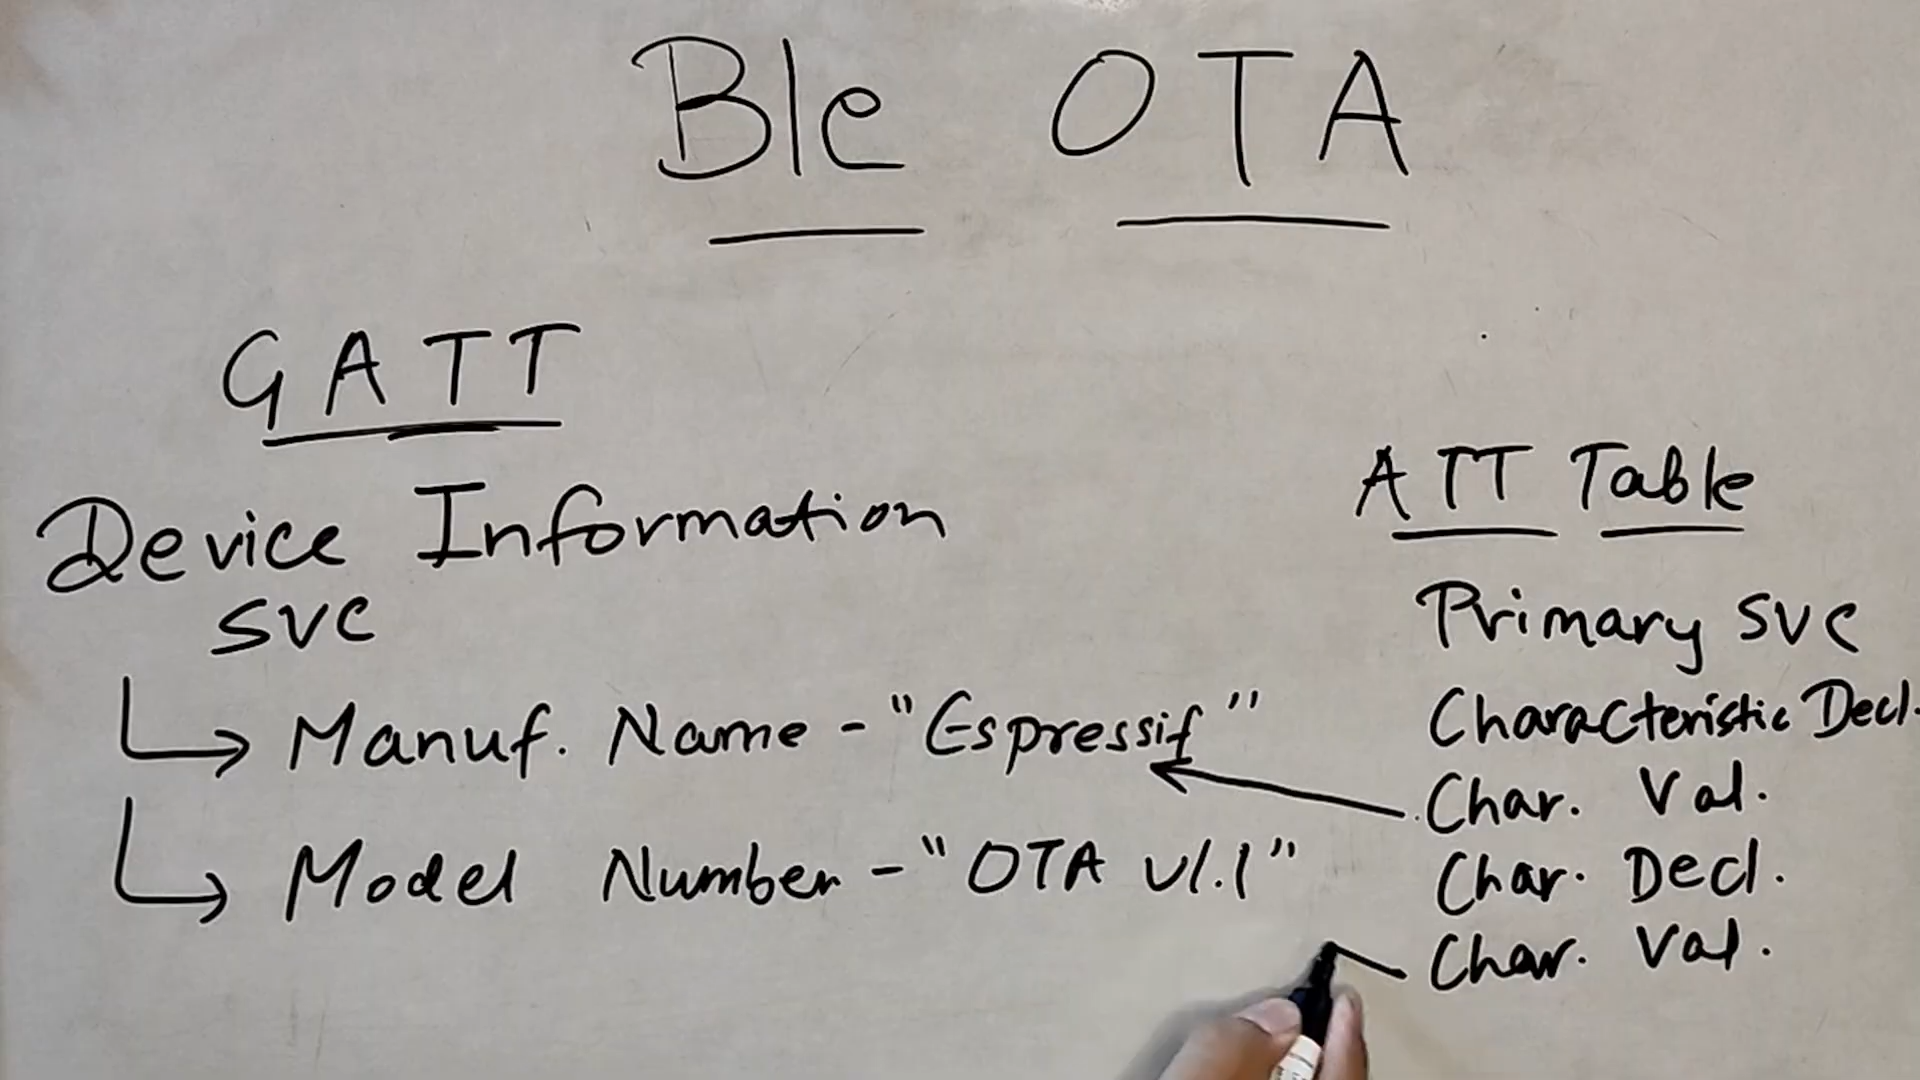 Ble OTA
GATT
Device Information
SVC
Manuf. Name - "Espressif"
Model Number - "OTA v1.1"
ATT Table
Primary SVC
Characteristic Decl.
Char. Val.
Char. Decl.
Char. Val.